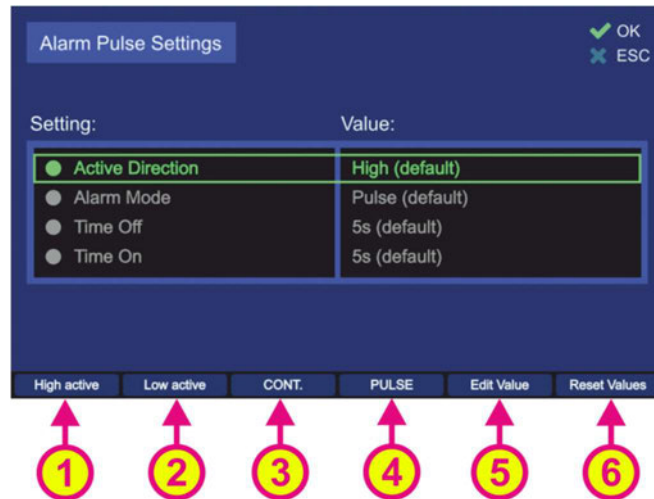 Alarm Pulse Settings
OK
ESC
Setting: Value:
Active Direction High (default)
Alarm Mode Pulse (default)
Time Off 5s (default)
Time On 5s (default)
High active Low active CONT. PULSE Edit Value Reset Values
1 2 3 4 5 6